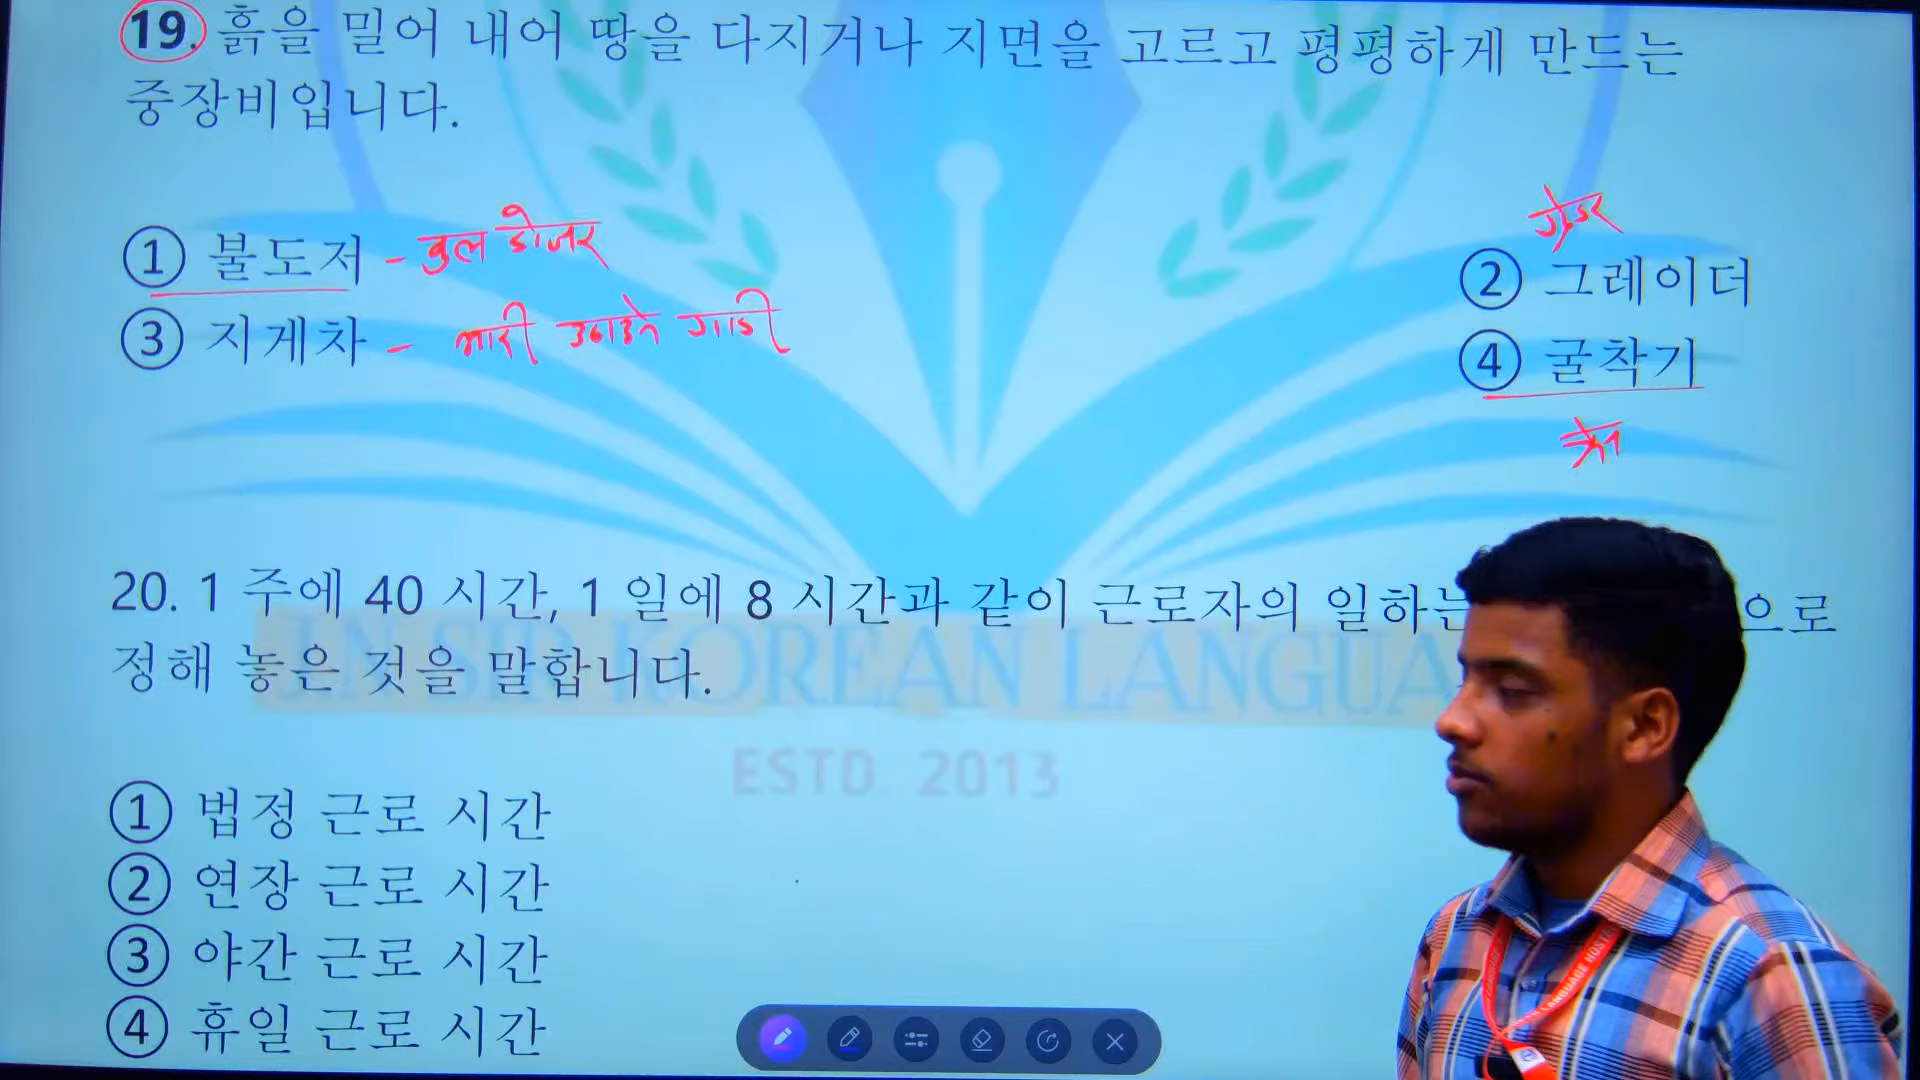 19. 흙을 밀어 내어 땅을 다지거나 지면을 고르고 평평하게 만드는
중장비입니다.
ग्रेडर
① 불도저 - बुल डोजर
② 그레이더
③ 지게차 - भारी उठाउने गाडी
④ 굴착기
20. 1 주에 40 시간, 1 일에 8 시간과 같이 근로자의 일하는 으로
정해 놓은 것을 말합니다.
KOREAN LANGUA
ESTD. 2013
① 법정 근로 시간
② 연장 근로 시간
③ 야간 근로 시간
④ 휴일 근로 시간